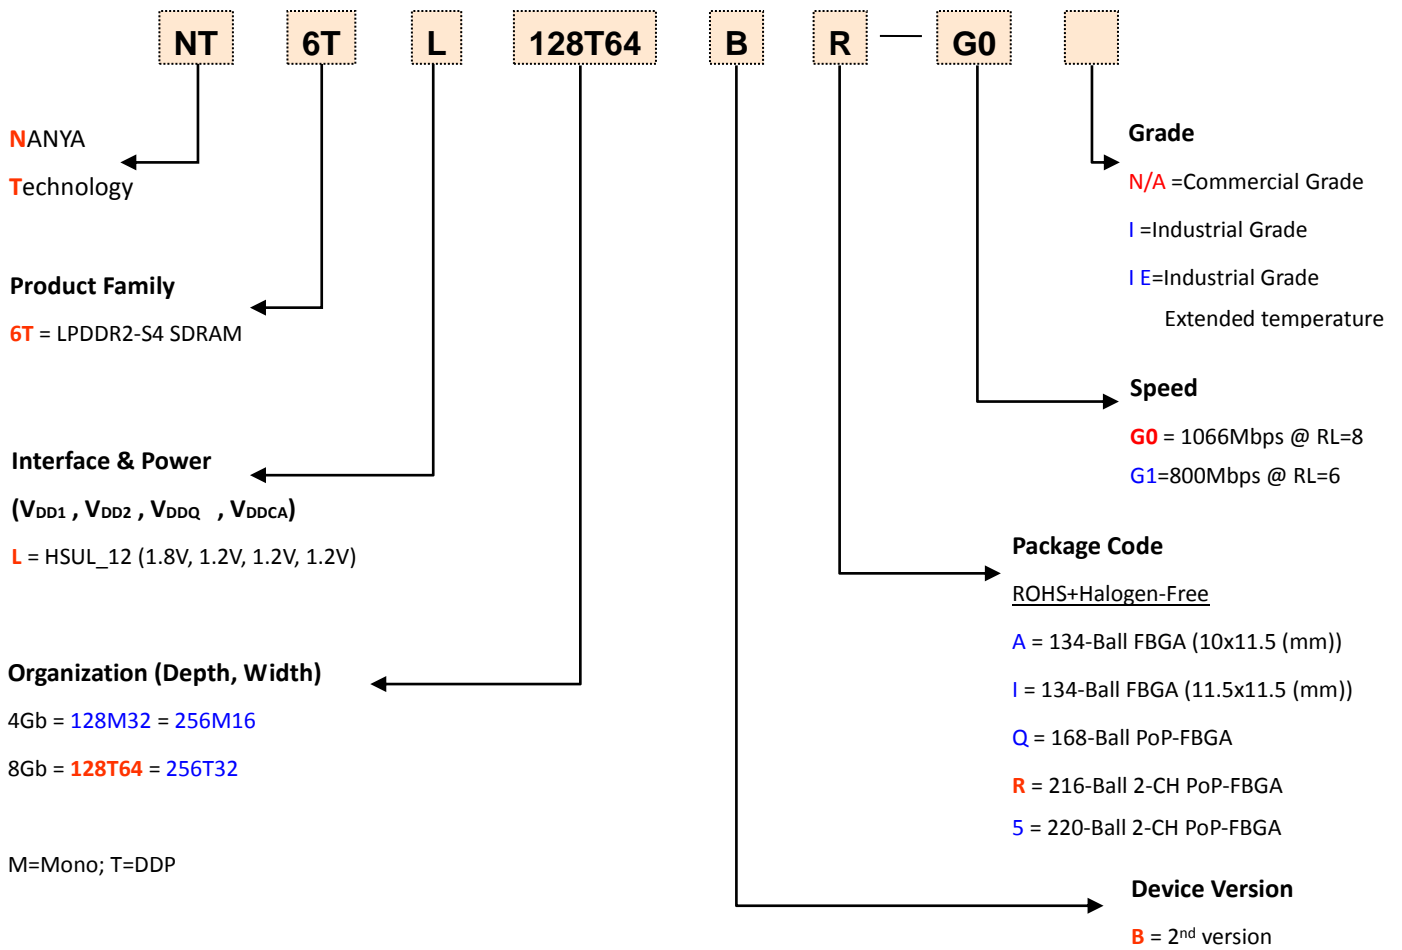 NT 6T L 128T64 B R — G0
NANYA
Technology
Product Family
6T = LPDDR2-S4 SDRAM
Interface & Power
(VDD1 , VDD2 , VDDQ , VDDCA)
L = HSUL_12 (1.8V, 1.2V, 1.2V, 1.2V)
Organization (Depth, Width)
4Gb = 128M32 = 256M16
8Gb = 128T64 = 256T32
M=Mono; T=DDP
Grade
N/A =Commercial Grade
I =Industrial Grade
I E=Industrial Grade
Extended temperature
Speed
G0 = 1066Mbps @ RL=8
G1=800Mbps @ RL=6
Package Code
ROHS+Halogen-Free
A = 134-Ball FBGA (10x11.5 (mm))
I = 134-Ball FBGA (11.5x11.5 (mm))
Q = 168-Ball PoP-FBGA
R = 216-Ball 2-CH PoP-FBGA
5 = 220-Ball 2-CH PoP-FBGA
Device Version
B = 2nd version